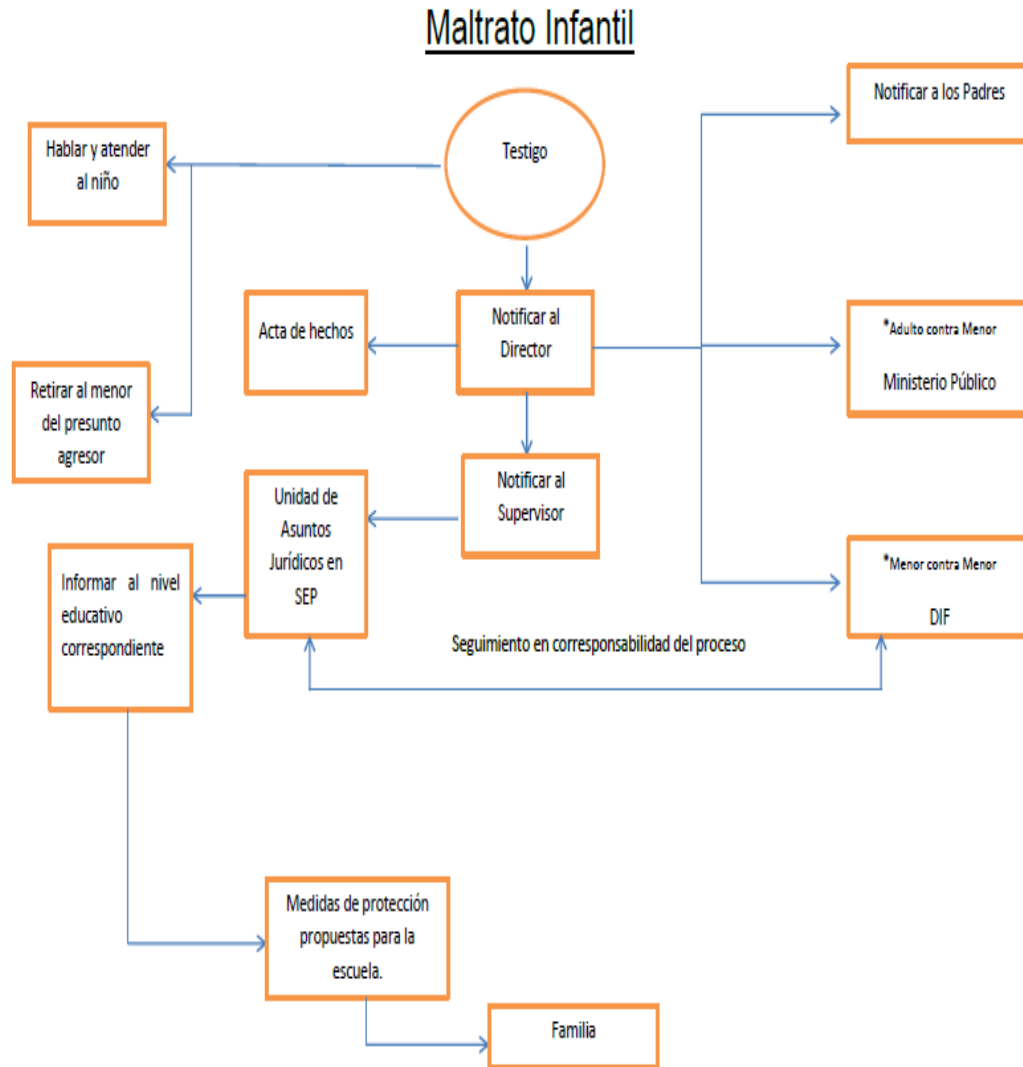 Maltrato Infantil
Notificar a los Padres
Testigo
Hablar y atender
al niño
Acta de hechos
Notificar al
Director
*Adulto contra Menor
Ministerio Público
Retirar al menor
del presunto
agresor
Notificar al
Supervisor
Unidad de
Asuntos
Jurídicos en
SEP
*Menor contra Menor
DIF
Informar al nivel
educativo
correspondiente
Seguimiento en corresponsabilidad del proceso
Medidas de protección
propuestas para la
escuela.
Familia